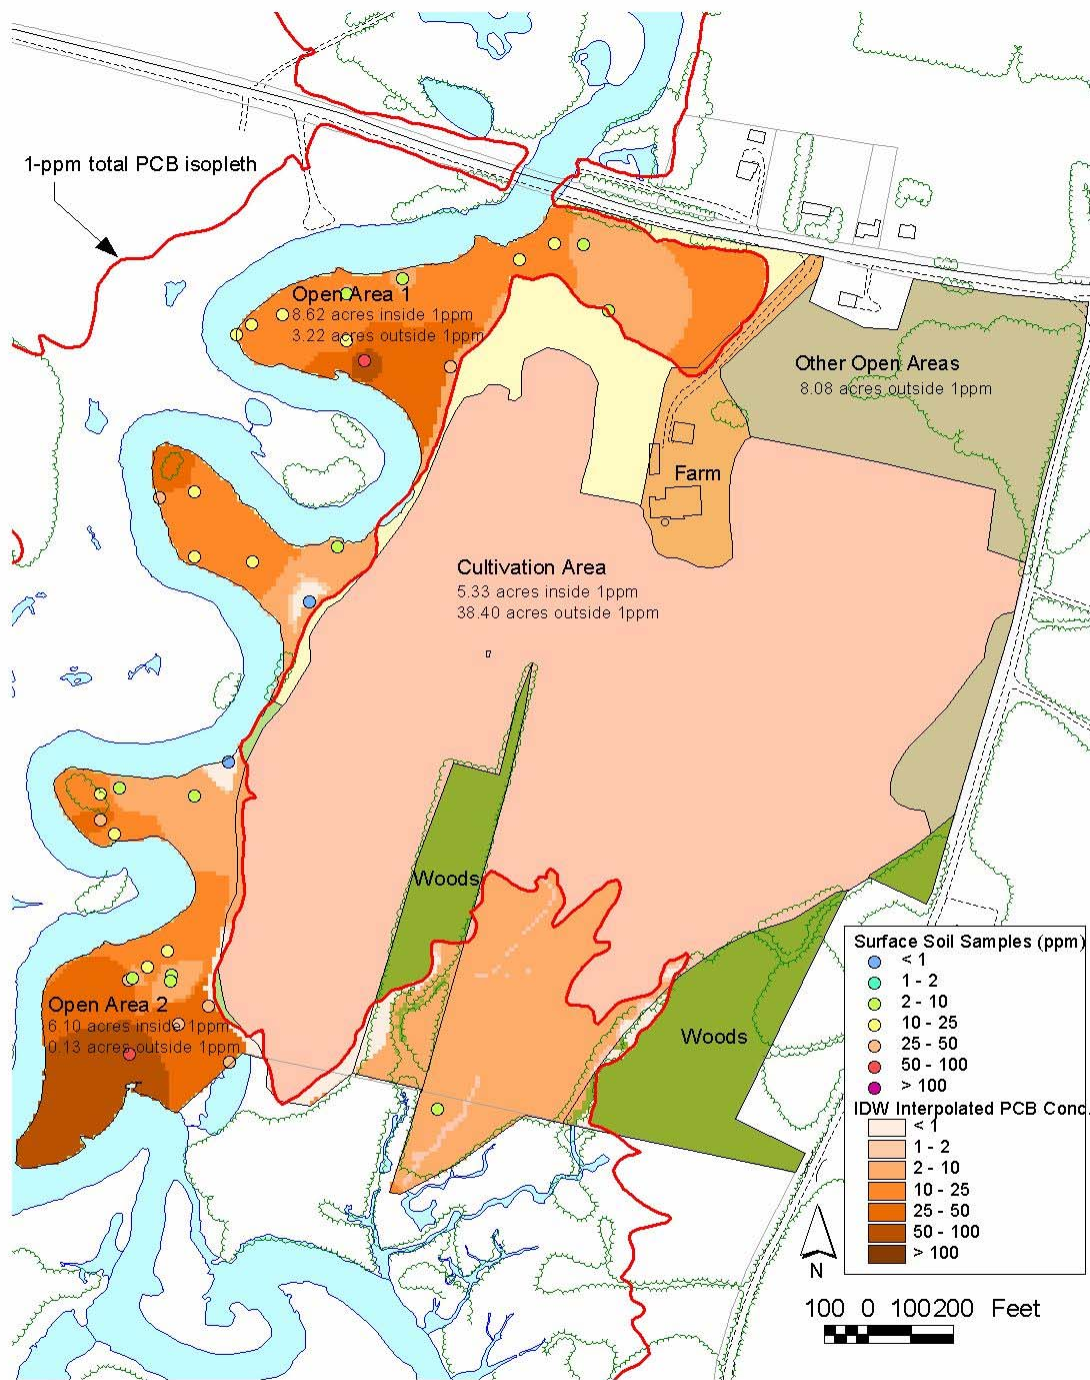 1-ppm total PCB isopleth
Open Area 1
8.62 acres inside 1ppm
3.22 acres outside 1ppm
Other Open Areas
8.08 acres outside 1ppm
Farm
Cultivation Area
5.33 acres inside 1ppm
38.40 acres outside 1ppm
Woods
Open Area 2
6.10 acres inside 1ppm
0.13 acres outside 1ppm
Woods
Surface Soil Samples (ppm)
< 1
1 - 2
2 - 10
10 - 25
25 - 50
50 - 100
> 100
IDW Interpolated PCB Conc.
< 1
1 - 2
2 - 10
10 - 25
25 - 50
50 - 100
> 100
N
100 0 100 200 Feet